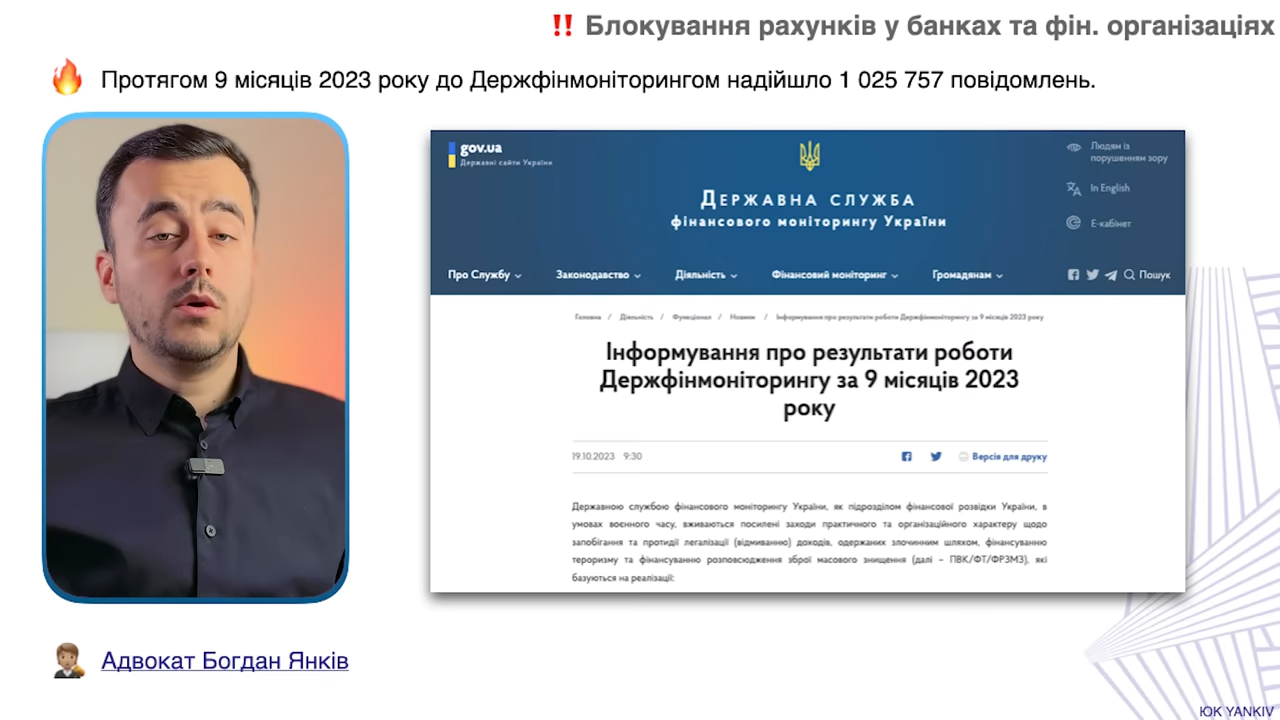 ‼ Блокування рахунків у банках та фін. організаціях
Протягом 9 місяців 2023 року до Держфінмоніторингом надійшло 1 025 757 повідомлень.
gov.ua
Державні сайти України
Людям із
порушенням зору
In English
Е-кабінет
ДЕРЖАВНА СЛУЖБА
фінансового моніторингу України
Про Службу
Законодавство
Діяльність
Фінансовий моніторинг
Громадянам
Пошук
Головна / Діяльність / Функціонал / Новини / Інформування про результати роботи Держфінмоніторингу за 9 місяців 2023 року
Інформування про результати роботи
Держфінмоніторингу за 9 місяців 2023
року
19.10.2023 9:30
Версія для друку
Державною службою фінансового моніторингу України, як підрозділом фінансової розвідки України, в
умовах воєнного часу, вживаються посилені заходи практичного та організаційного характеру щодо
запобігання та протидії легалізації (відмиванню) доходів, одержаних злочинним шляхом, фінансуванню
тероризму та фінансуванню розповсюдження зброї масового знищення (далі – ПВК/ФТ/ФРЗМЗ), які
базуються на реалізації:
Адвокат Богдан Янків
ЮК YANKIV